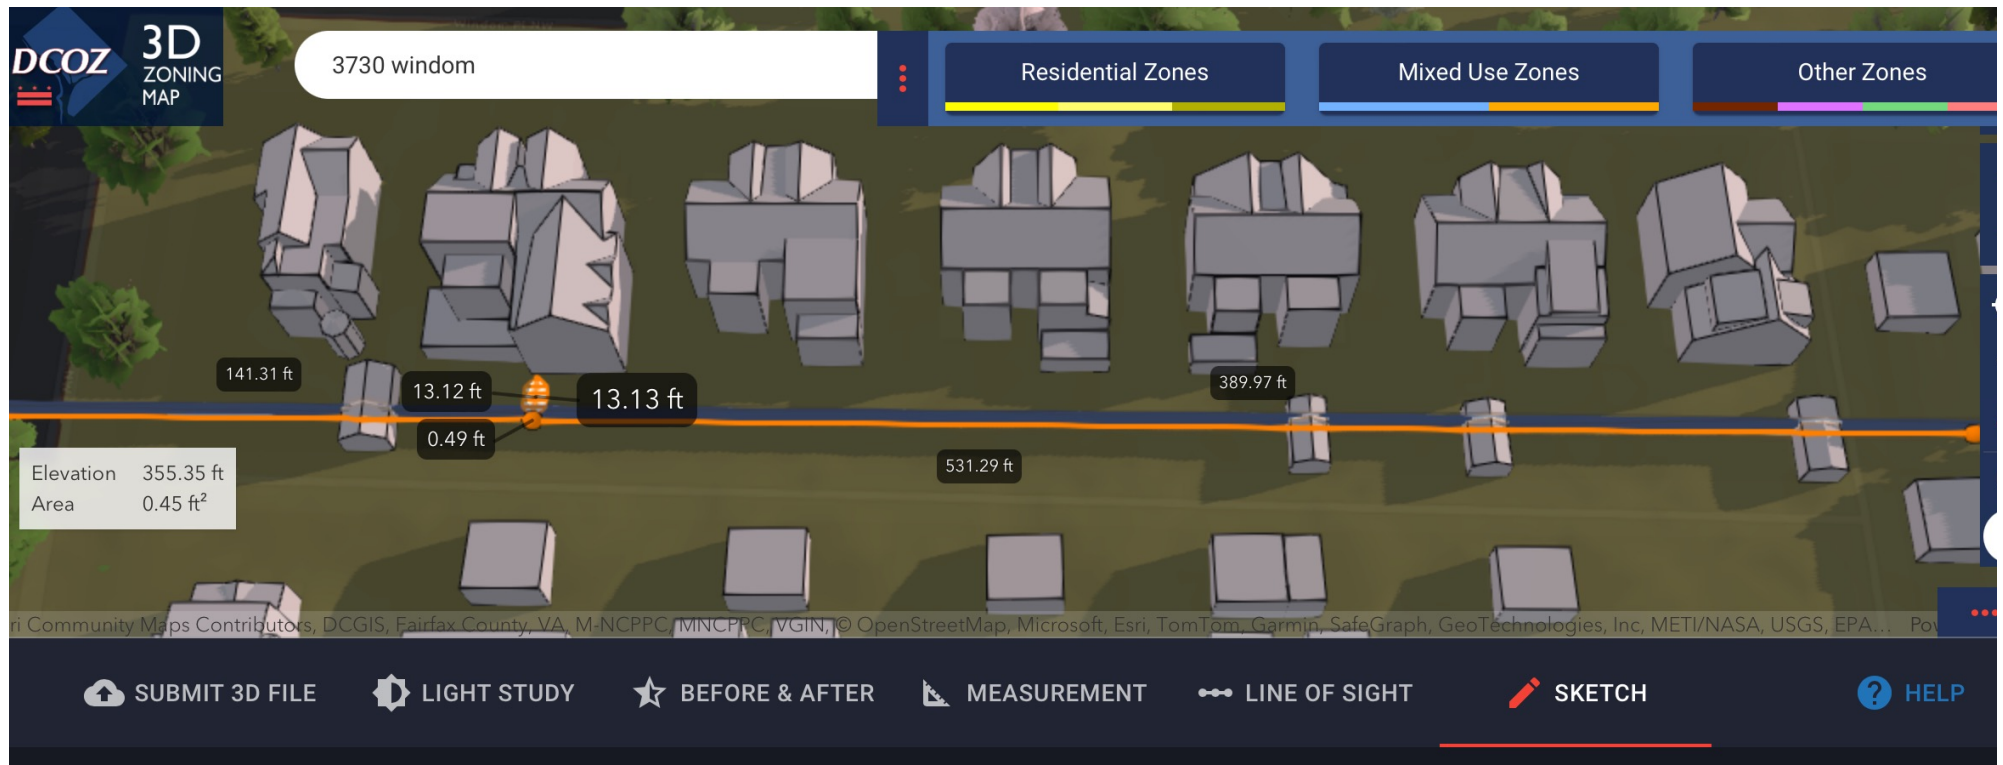 DCOZ
3D
ZONING
MAP
3730 windom
Residential Zones
Mixed Use Zones
Other Zones
141.31 ft
13.12 ft
13.13 ft
389.97 ft
0.49 ft
531.29 ft
Elevation 355.35 ft
Area 0.45 ft²
ri Community Maps Contributors, DCGIS, Fairfax County, VA, M-NCPPC, MNCPPC, VGIN, © OpenStreetMap, Microsoft, Esri, TomTom, Garmin, SafeGraph, GeoTechnologies, Inc, METI/NASA, USGS, EPA... Po
SUBMIT 3D FILE
LIGHT STUDY
BEFORE & AFTER
MEASUREMENT
LINE OF SIGHT
SKETCH
? HELP